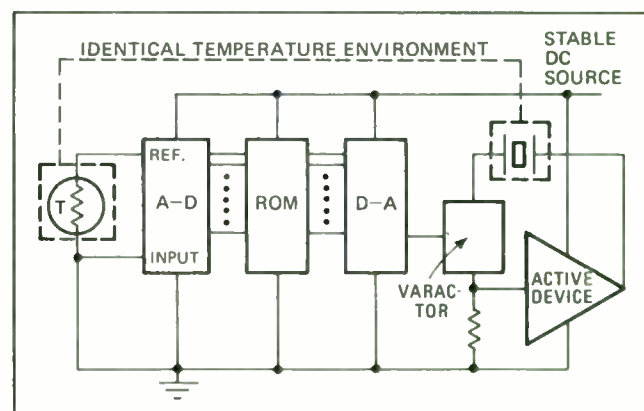 IDENTICAL TEMPERATURE ENVIRONMENT
STABLE
DC
SOURCE
REF.
A-D
ROM
D-A
T
INPUT
VARAC-
TOR
ACTIVE
DEVICE